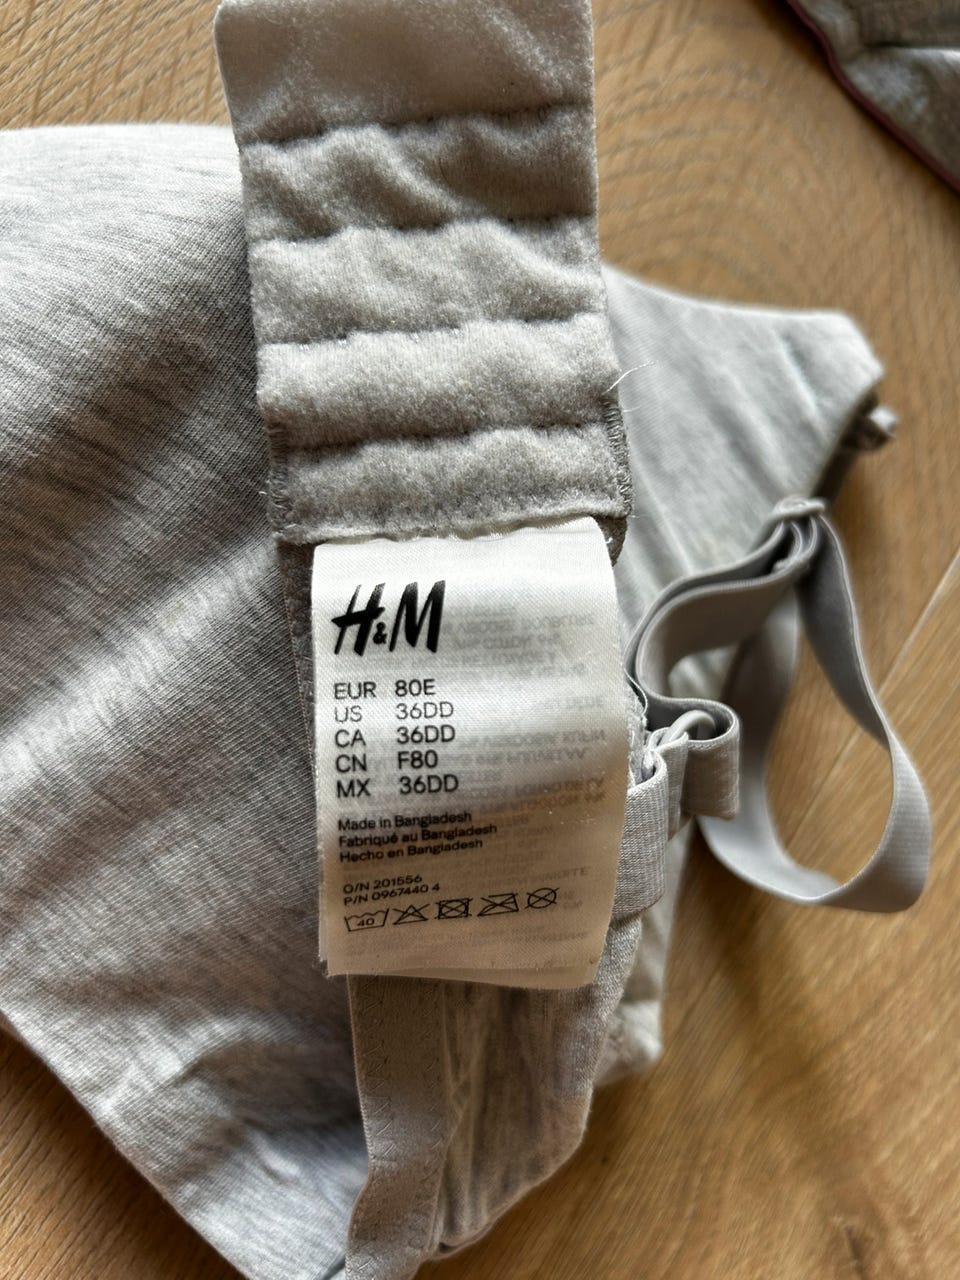 H&M
EUR 80E
US 36DD
CA 36DD
CN F80
MX 36DD
Made in Bangladesh
Fabriqué au Bangladesh
Hecho en Bangladesh
O/N 201556
P/N 0967440 4
40